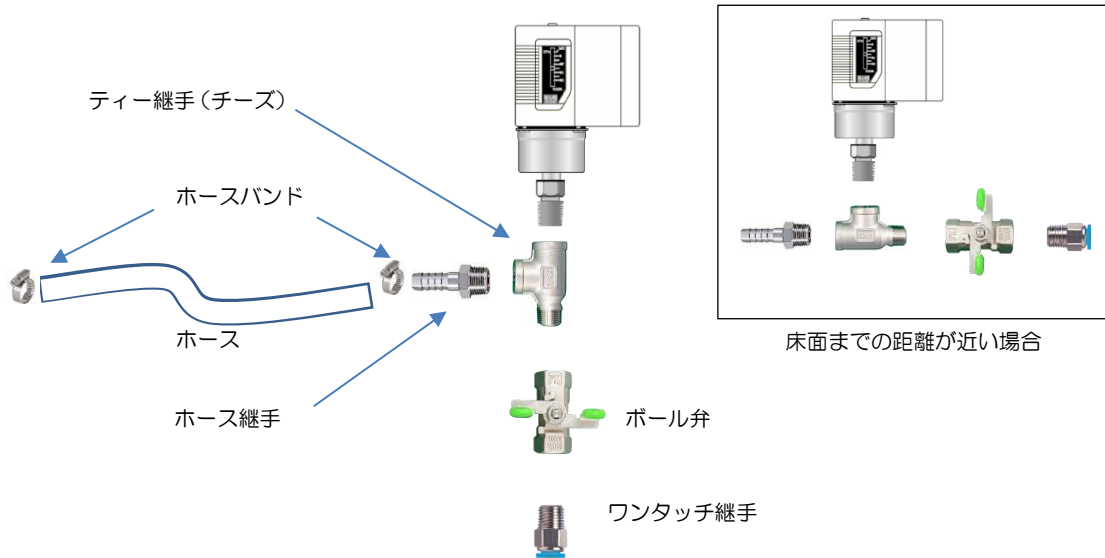 ティー継手（チーズ）
ホースバンド
ホース
ホース継手
ボール弁
ワンタッチ継手
床面までの距離が近い場合